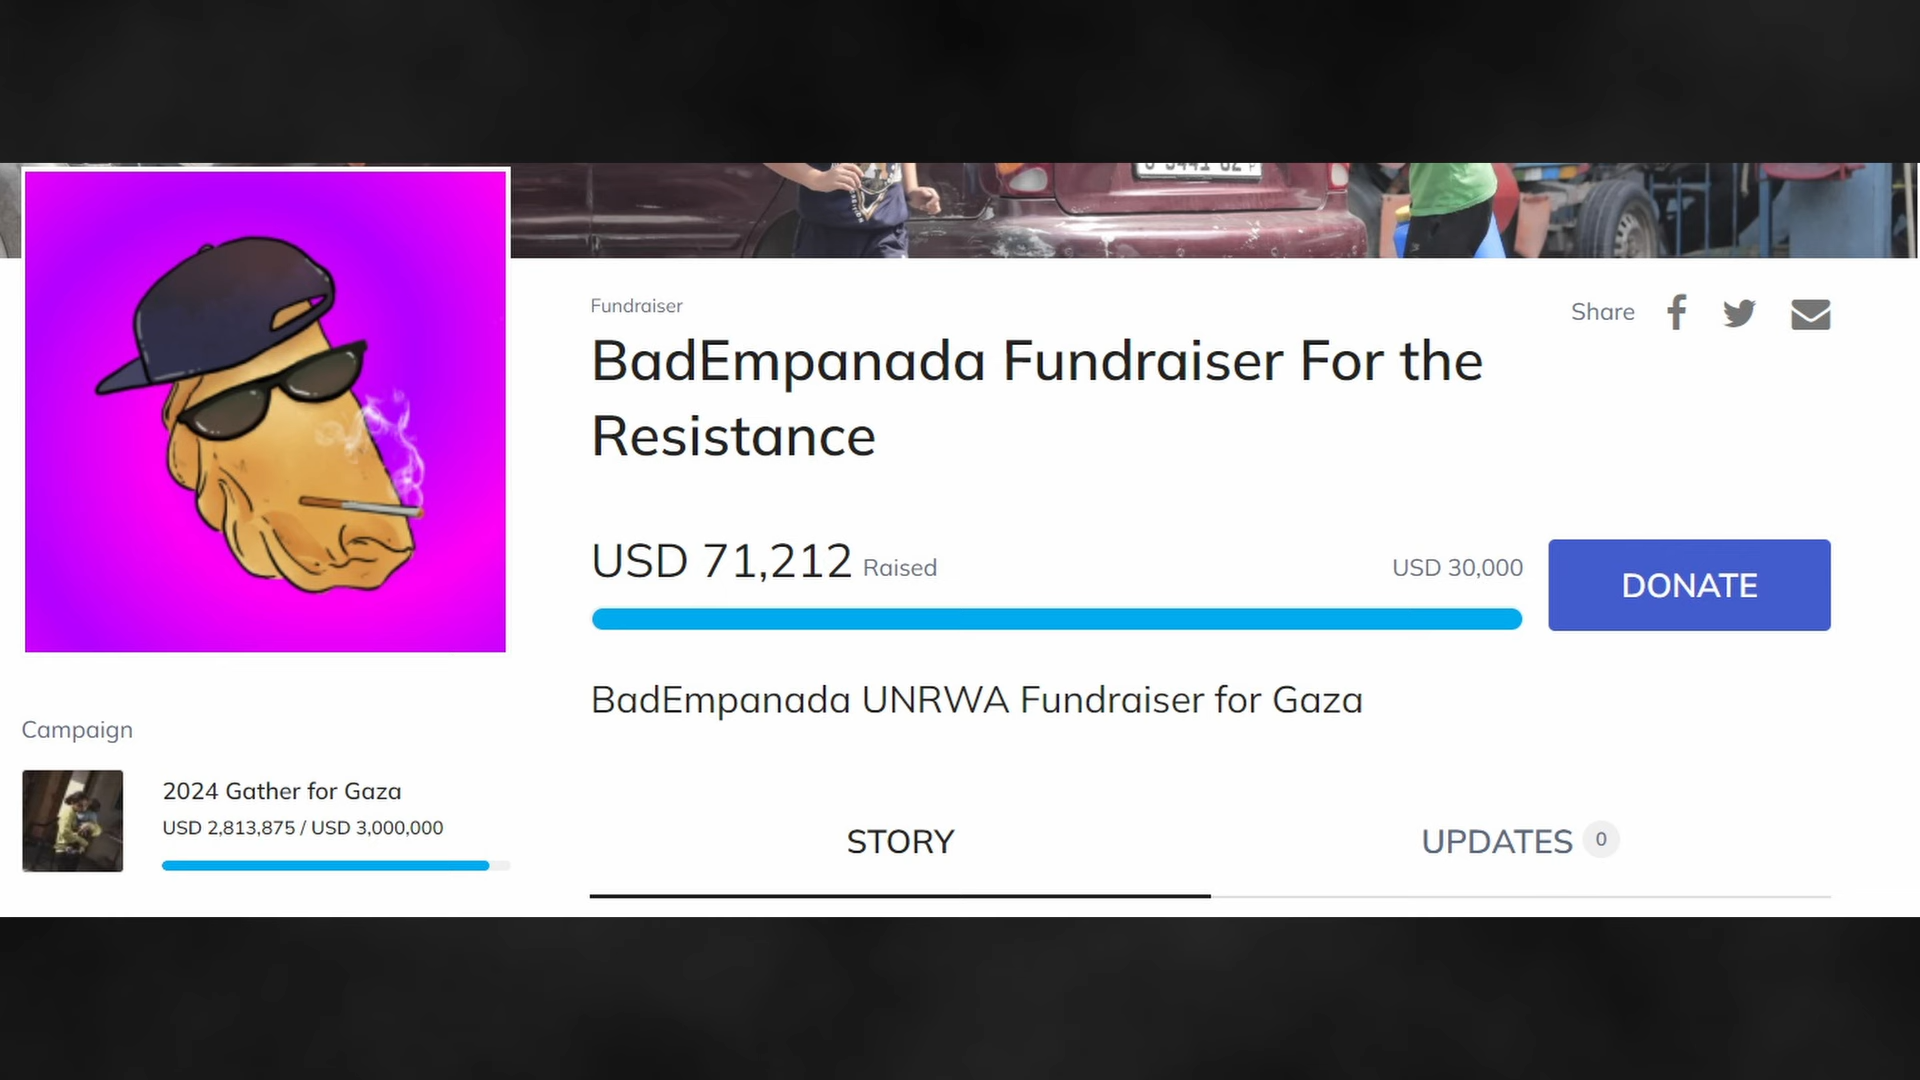 Fundraiser
Share
BadEmpanada Fundraiser For the
Resistance
USD 71,212 Raised
USD 30,000
DONATE
BadEmpanada UNRWA Fundraiser for Gaza
Campaign
2024 Gather for Gaza
USD 2,813,875 / USD 3,000,000
STORY
UPDATES 0